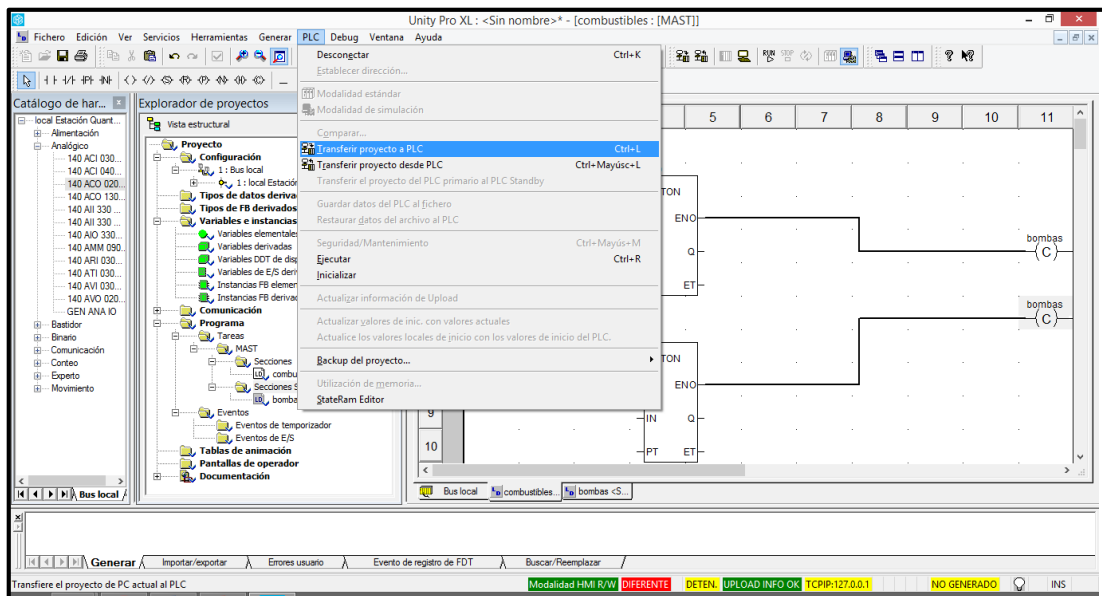 Unity Pro XL : <Sin nombre>* - [combustibles : [MAST]]
Fichero Edición Ver Servicios Herramientas Generar PLC Debug Ventana Ayuda
Catálogo de har...
local Estación Quant...
Alimentación
Analógico
140 ACI 030...
140 ACI 040...
140 ACO 020...
140 ACO 130...
140 AII 330 ...
140 AII 330 ...
140 AIO 330...
140 AMM 090...
140 ARI 030...
140 ATI 030...
140 AVI 030...
140 AVO 020...
GEN ANA IO
Bastidor
Binario
Comunicación
Conteo
Experto
Movimiento
Bus local
Explorador de proyectos
Vista estructural
Proyecto
Configuración
1 : Bus local
1 : local Estació
Tipos de datos deriva
Tipos de FB derivados
Variables e instancias
Variables elementale
Variables derivadas
Variables DDT de dis
Variables de E/S deri
Instancias FB elemen
Instancias FB derivad
Comunicación
Programa
Tareas
MAST
Secciones
combu
Secciones S
bomba
Eventos
Eventos de temporizador
Eventos de E/S
Tablas de animación
Pantallas de operador
Documentación
Desconectar Ctrl+K
Establecer dirección...
Modalidad estándar
Modalidad de simulación
Comparar...
Transferir proyecto a PLC Ctrl+L
Transferir proyecto desde PLC Ctrl+Mayúsc+L
Transferir el proyecto del PLC primario al PLC Standby
Guardar datos del PLC al fichero
Restaurar datos del archivo al PLC
Seguridad/Mantenimiento Ctrl+Mayús+M
Ejecutar Ctrl+R
Inicializar
Actualizar información de Upload
Actualizar valores de inic. con valores actuales
Actualice los valores locales de inicio con los valores de inicio del PLC.
Backup del proyecto...
Utilización de memoria...
StateRam Editor
RUN STOP
5 6 7 8 9 10 11
TON
ENO
Q
ET
bombas
C
bombas
C
TON
ENO
9
IN Q
10
PT ET
Bus local combustibles... bombas <S...
Generar Importar/exportar Errores usuario Evento de registro de FDT Buscar/Reemplazar
Transfiere el proyecto de PC actual al PLC Modalidad HMI R/W DIFERENTE DETEN. UPLOAD INFO OK TCPIP:127.0.0.1 NO GENERADO INS